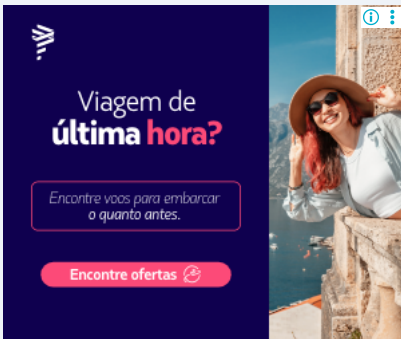 Viagem de
última hora?
Encontre voos para embarcar
o quanto antes.
Encontre ofertas